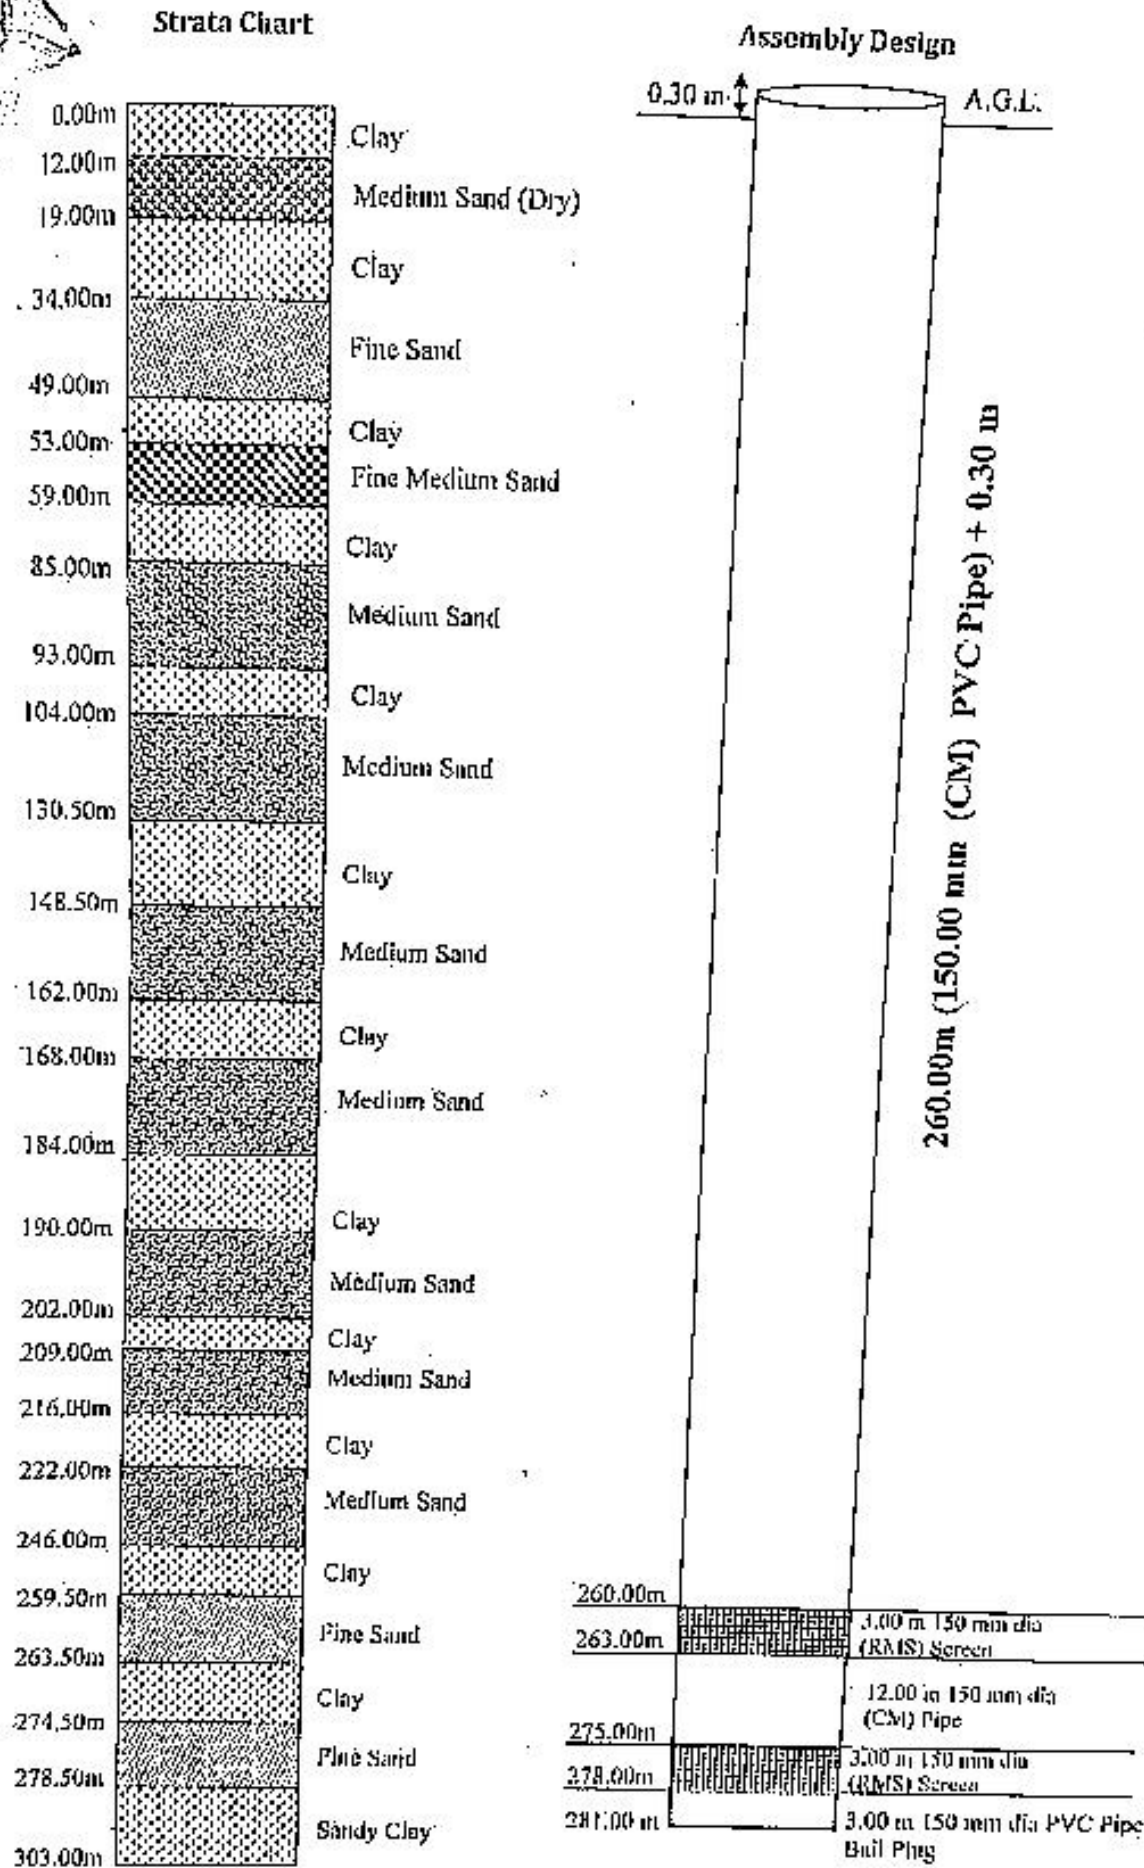 Strata Chart
0.00m
Clay
12.00m
Medium Sand (Dry)
19.00m
Clay
34.00m
Fine Sand
49.00m
Clay
53.00m
Fine Medium Sand
59.00m
Clay
85.00m
Medium Sand
93.00m
Clay
104.00m
Medium Sand
130.50m
Clay
148.50m
Medium Sand
162.00m
Clay
168.00m
Medium Sand
184.00m
Clay
190.00m
Medium Sand
202.00m
Clay
209.00m
Medium Sand
216.00m
Clay
222.00m
Medium Sand
246.00m
Clay
259.50m
Fine Sand
263.50m
Clay
274.50m
Fine Sand
278.50m
Sandy Clay
303.00m
Assembly Design
0.30 m
A.G.L.
260.00m (150.00 mm (CM) PVC Pipe) + 0.30 m
260.00m
3.00 m 150 mm dia
(RMS) Screen
263.00m
12.00 m 150 mm dia
(CM) Pipe
275.00m
3.00 m 150 mm dia
(RMS) Screen
278.00m
281.00 m
3.00 m 150 mm dia PVC Pipe
Bail Plug